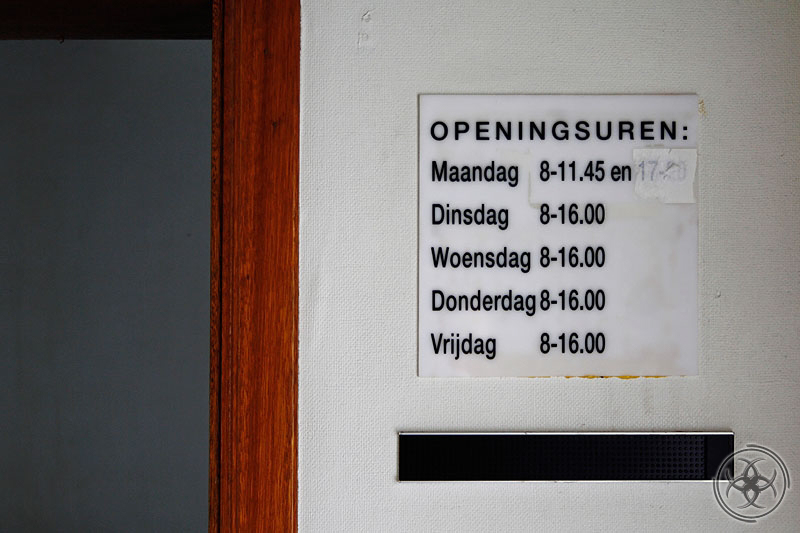 OPENINGSUREN:
Maandag 8-11.45 en
Dinsdag 8-16.00
Woensdag 8-16.00
Donderdag 8-16.00
Vrijdag 8-16.00